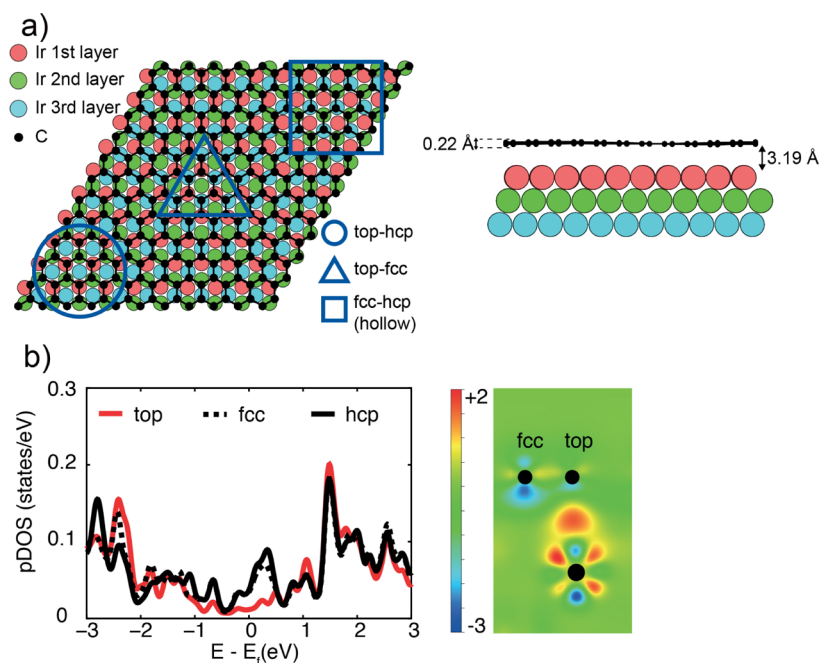 a)
Ir 1st layer
Ir 2nd layer
Ir 3rd layer
C
top-hcp
top-fcc
fcc-hcp
(hollow)
0.22 Å
3.19 Å
b)
0.3
0.2
0.1
0
pDOS (states/eV)
top
fcc
hcp
−3
−2
−1
0
1
2
3
E - Ef(eV)
+2
-3
fcc
top